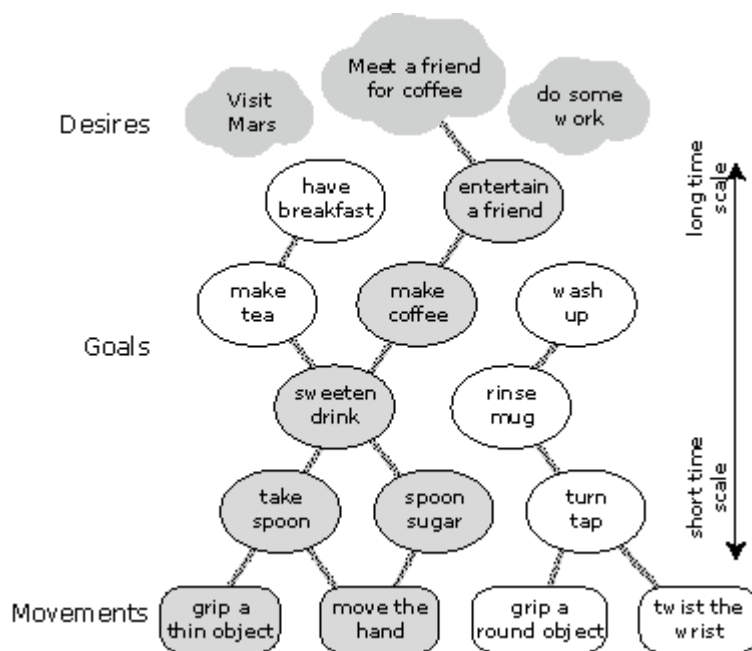 Meet a friend
for coffee
Visit
Mars
do some
work
Desires
have
breakfast
entertain
a friend
long time
scale
make
tea
make
coffee
wash
up
Goals
sweeten
drink
rinse
mug
take
spoon
spoon
sugar
turn
tap
short time
scale
Movements
grip a
thin object
move the
hand
grip a
round object
twist the
wrist